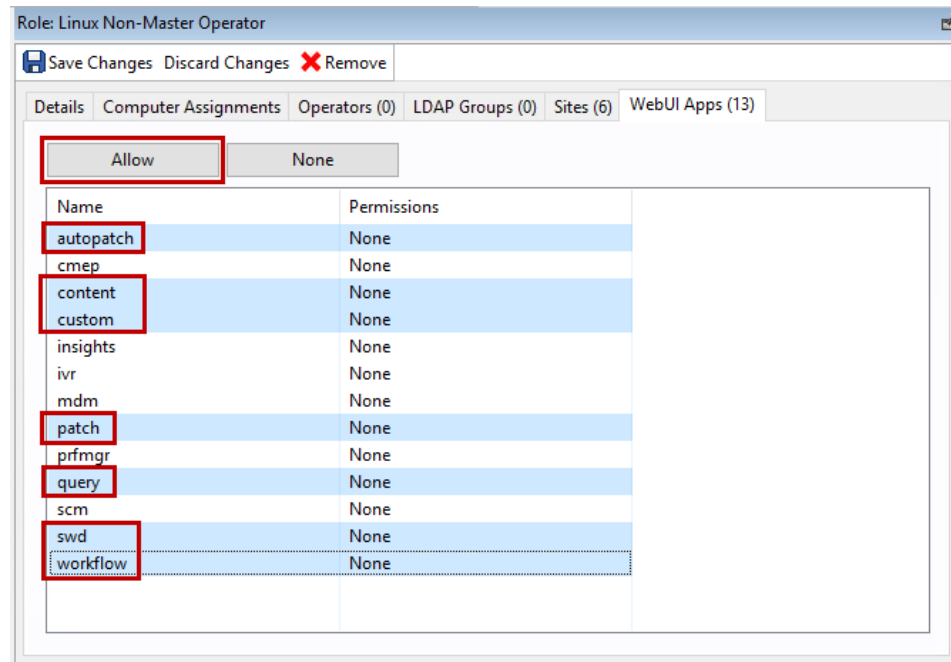 Role: Linux Non-Master Operator
Save Changes Discard Changes Remove
Details Computer Assignments Operators (0) LDAP Groups (0) Sites (6) WebUI Apps (13)
Allow None
Name Permissions
autopatch None
cmep None
content None
custom None
insights None
ivr None
mdm None
patch None
prfmgr None
query None
scm None
swd None
workflow None